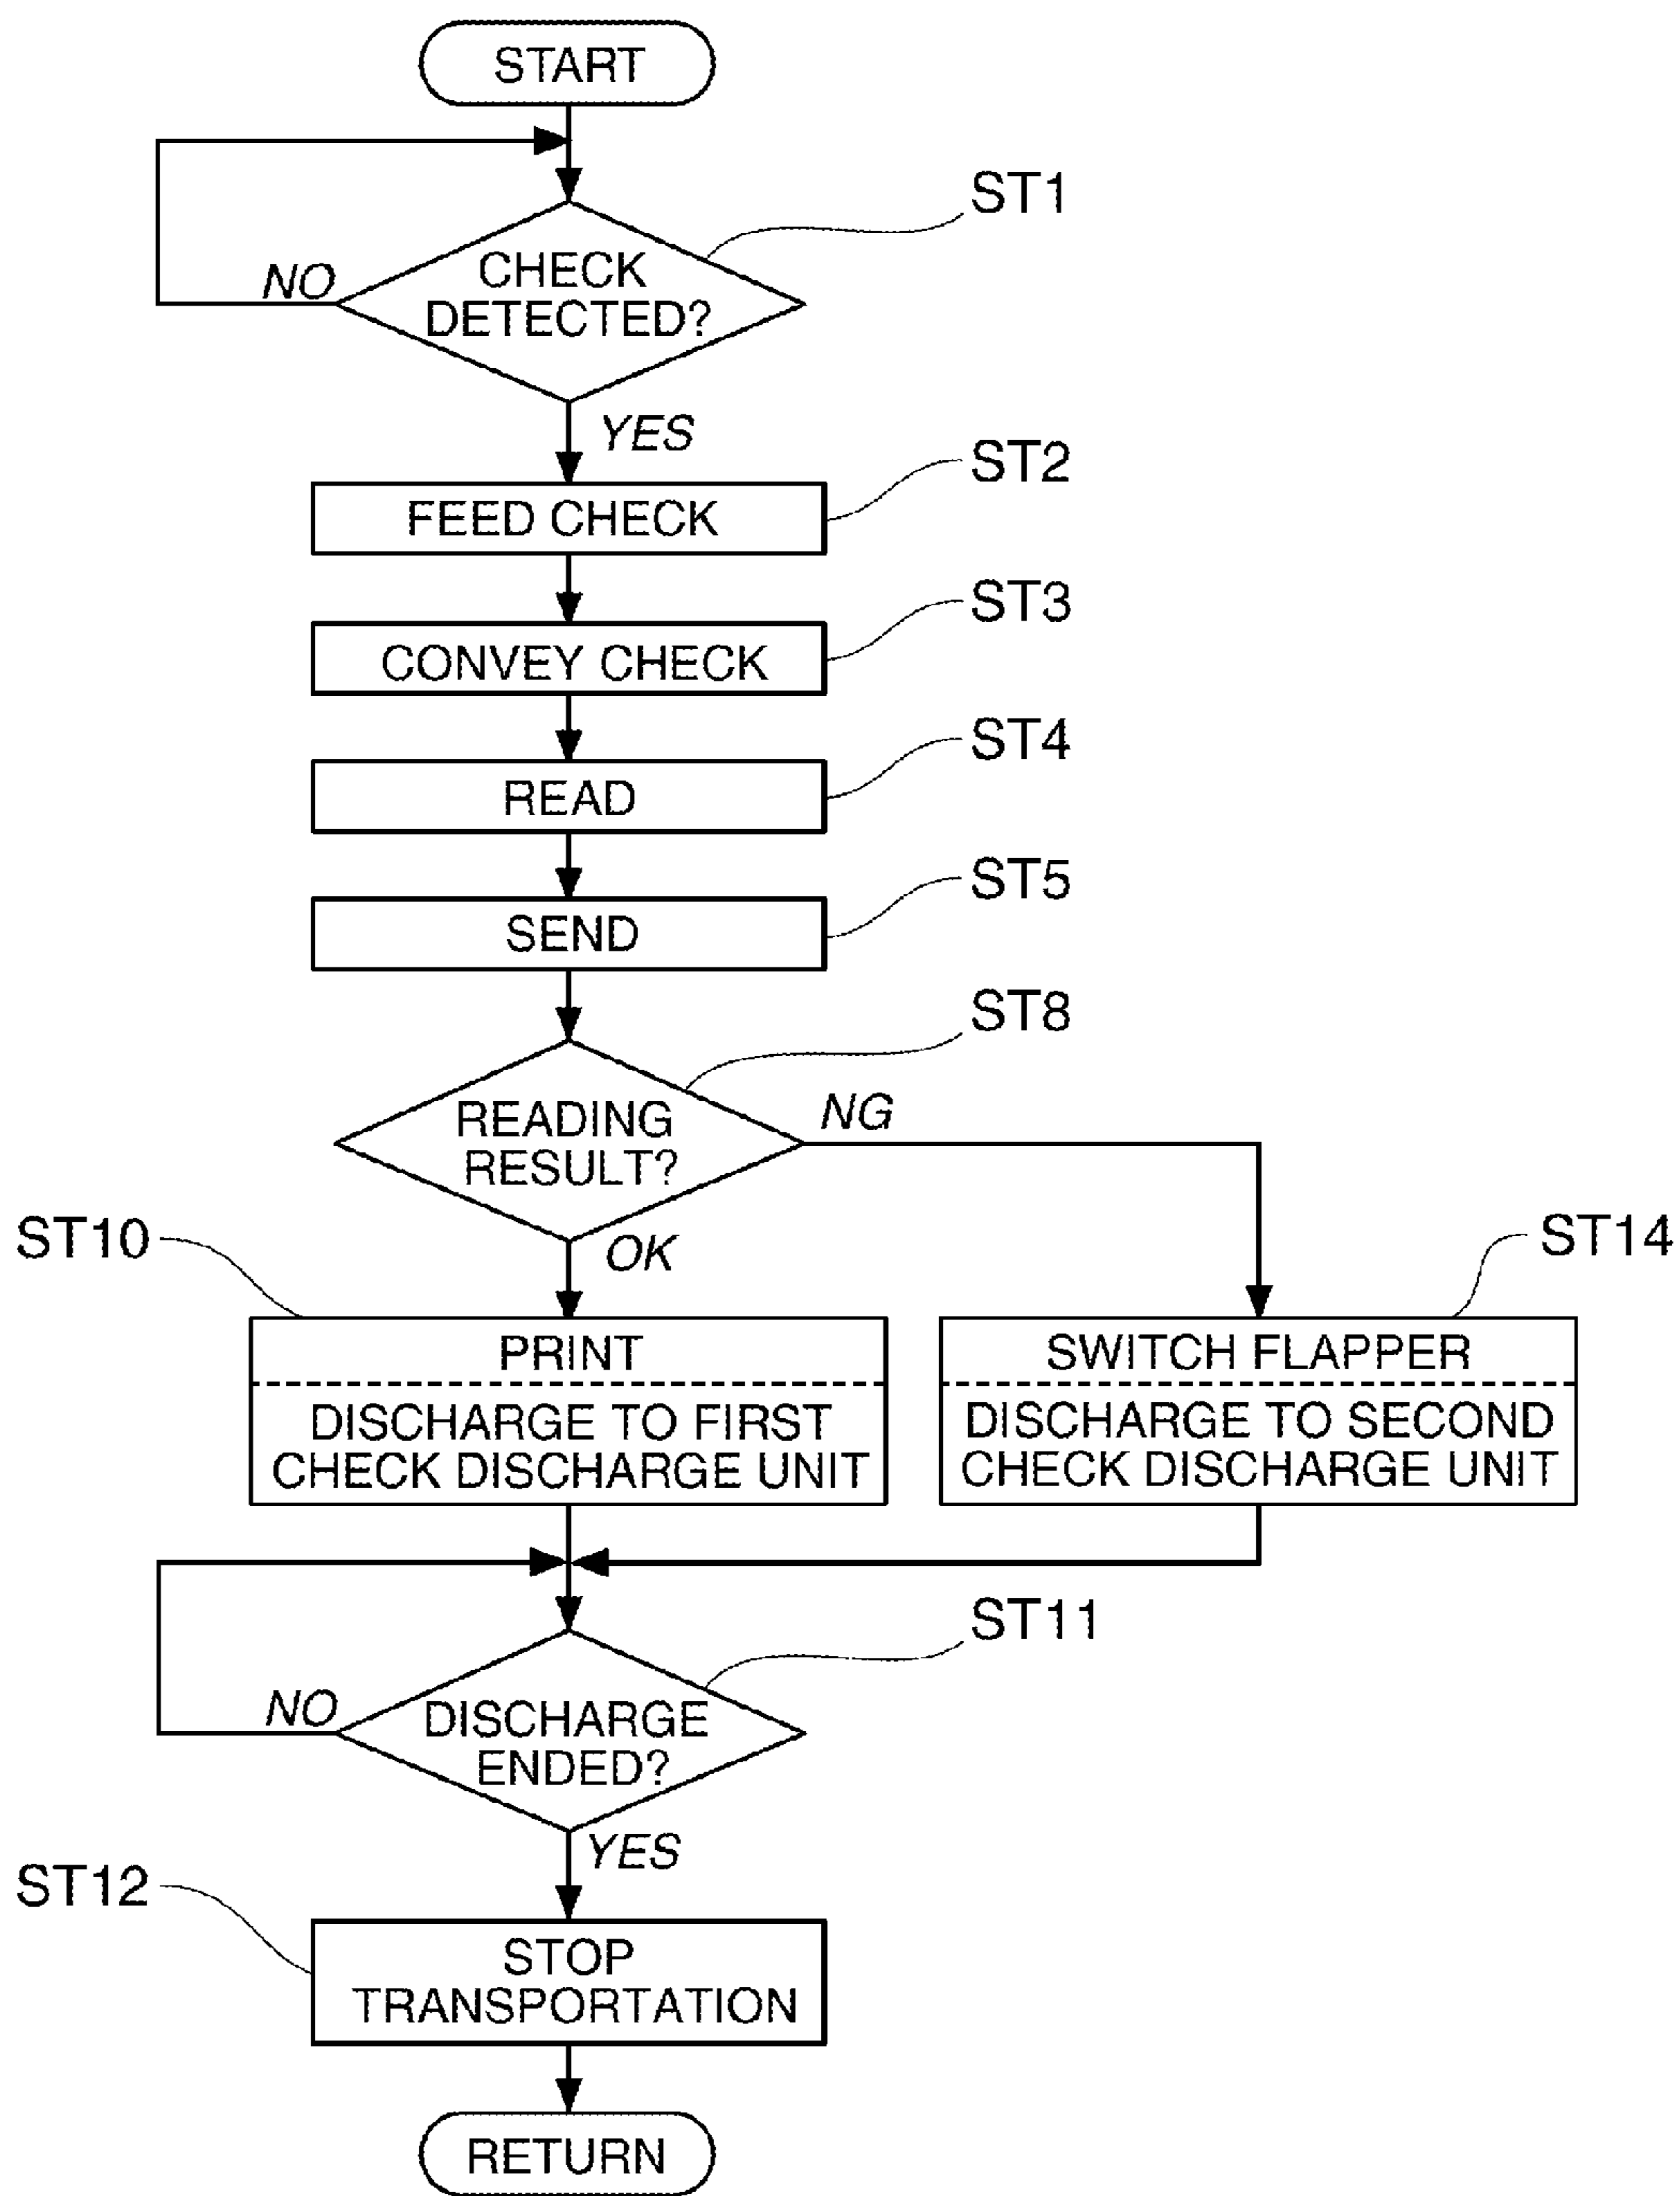 START
ST1
CHECK
DETECTED?
NO
YES
ST2
FEED CHECK
ST3
CONVEY CHECK
ST4
READ
ST5
SEND
ST8
READING
RESULT?
NG
OK
ST10
ST14
PRINT
DISCHARGE TO FIRST
CHECK DISCHARGE UNIT
SWITCH FLAPPER
DISCHARGE TO SECOND
CHECK DISCHARGE UNIT
ST11
NO
DISCHARGE
ENDED?
YES
ST12
STOP
TRANSPORTATION
RETURN